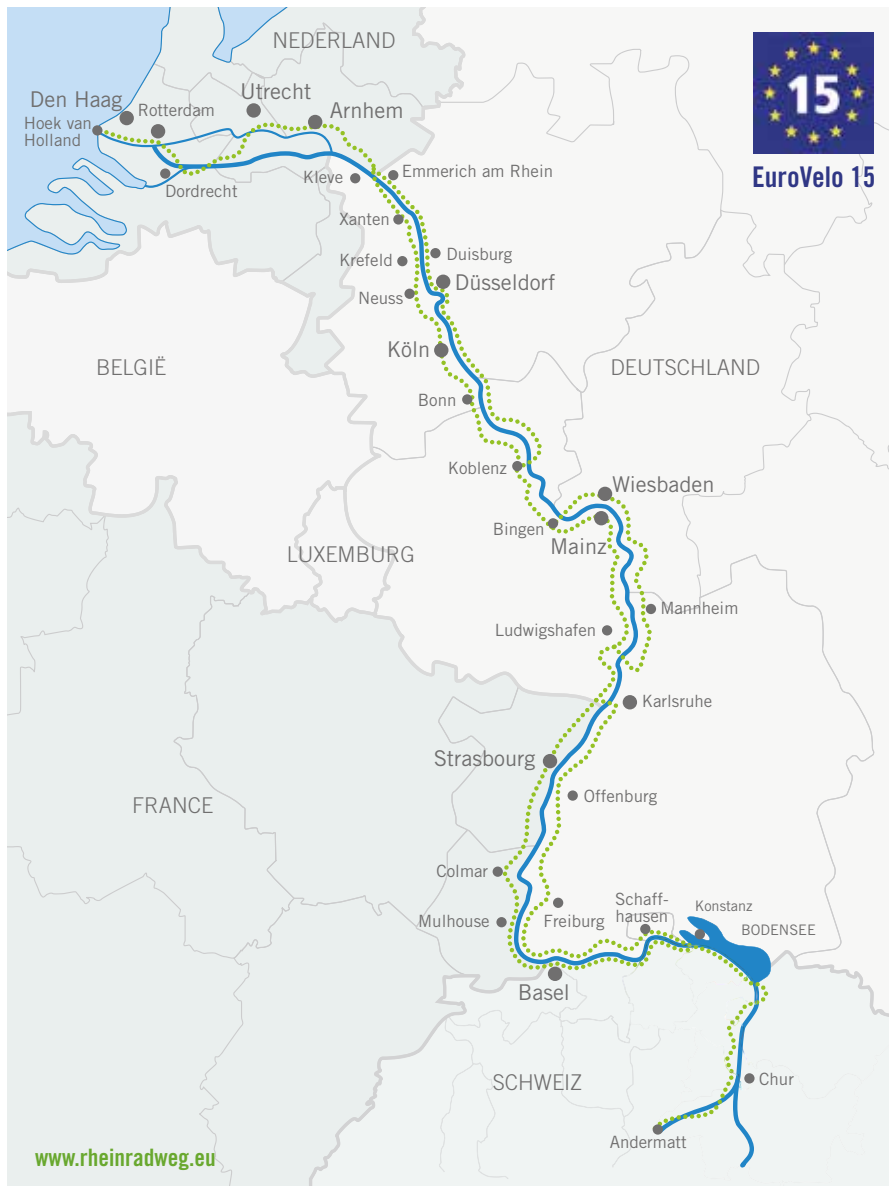 NEDERLAND
15
EuroVelo 15
Den Haag
Utrecht
Rotterdam
Arnhem
Hoek van
Holland
Dordrecht
Kleve
Emmerich am Rhein
Xanten
Duisburg
Krefeld
Düsseldorf
Neuss
Köln
BELGIË
DEUTSCHLAND
Bonn
Koblenz
Wiesbaden
Bingen
Mainz
LUXEMBURG
Mannheim
Ludwigshafen
Karlsruhe
Strasbourg
Offenburg
FRANCE
Colmar
Mulhouse
Freiburg
Schaff-
hausen
Konstanz
BODENSEE
Basel
SCHWEIZ
Chur
Andermatt
www.rheinradweg.eu